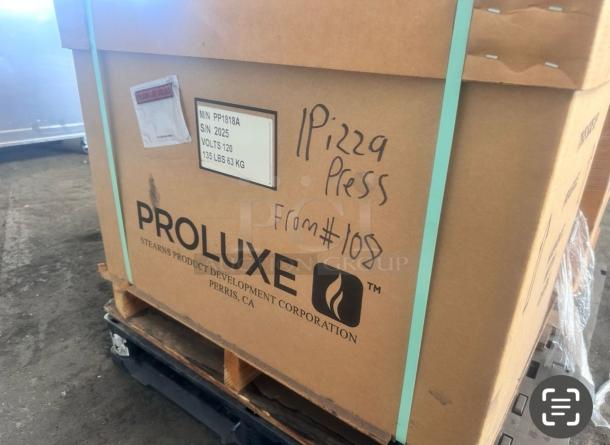 M/N PP1818A
S/N 2025
VOLTS 120
135 LBS 63 KG
1 Pizza
Press
From #108
PROLUXE ™
STEARNS PRODUCT DEVELOPMENT CORPORATION
PERRIS, CA
GROUP